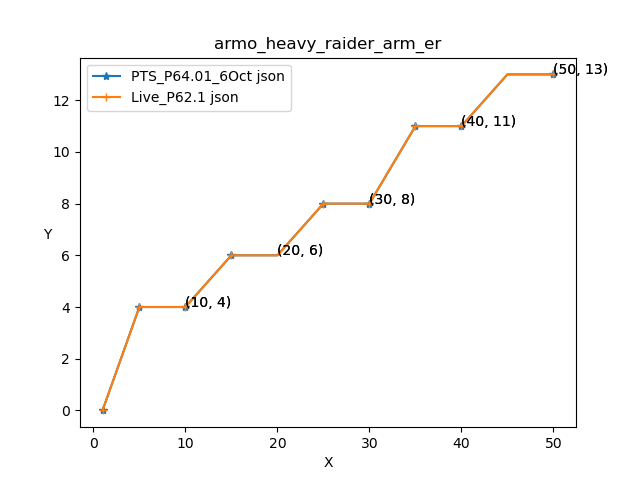 armo_heavy_raider_arm_er
PTS_P64.01_6Oct json
Live_P62.1 json
(50, 13)
(40, 11)
(30, 8)
(20, 6)
(10, 4)
Y
12
10
8
6
4
2
0
0 10 20 30 40 50
X